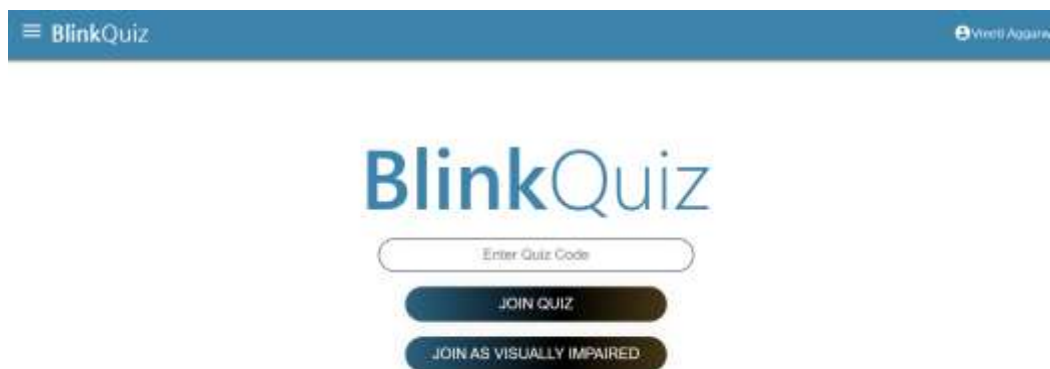 BlinkQuiz
BlinkQuiz
Enter Quiz Code
JOIN QUIZ
JOIN AS VISUALLY IMPAIRED